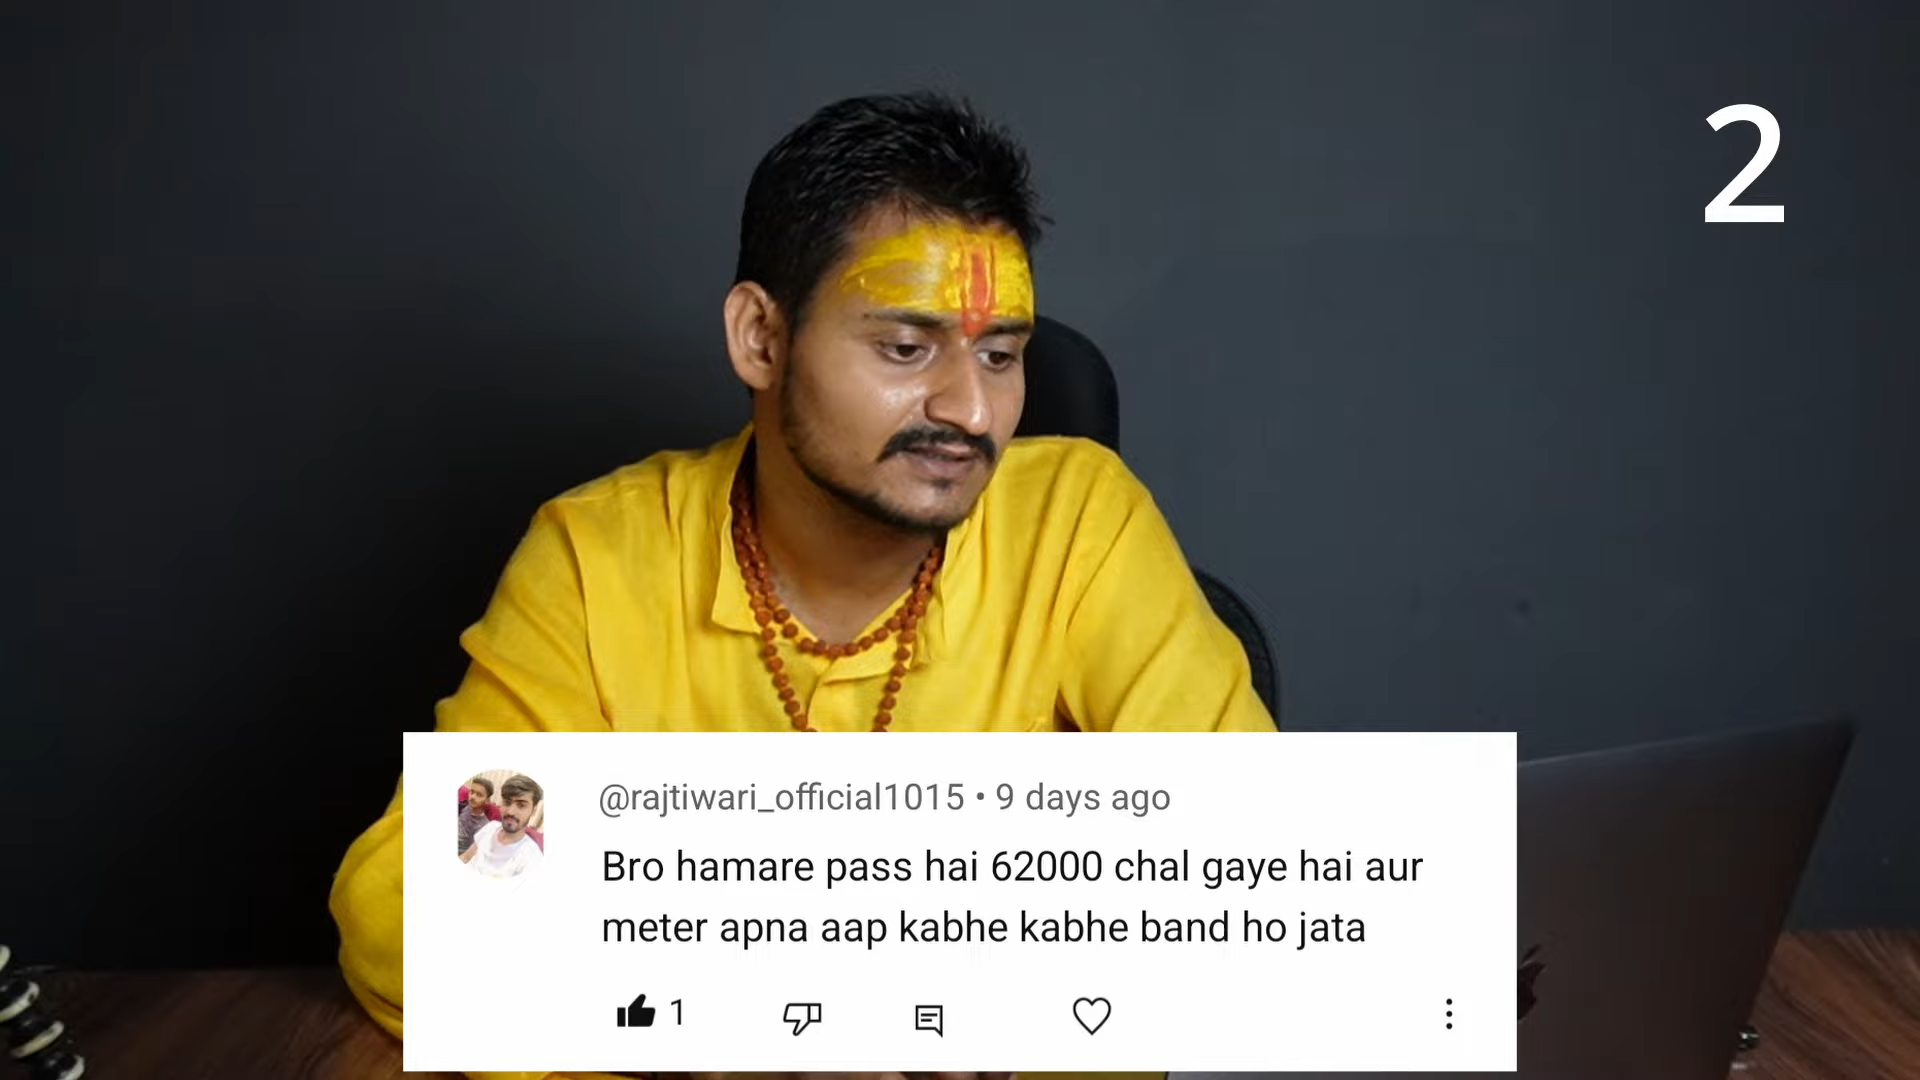 2
@rajtiwari_official1015 • 9 days ago
Bro hamare pass hai 62000 chal gaye hai aur
meter apna aap kabhe kabhe band ho jata
1